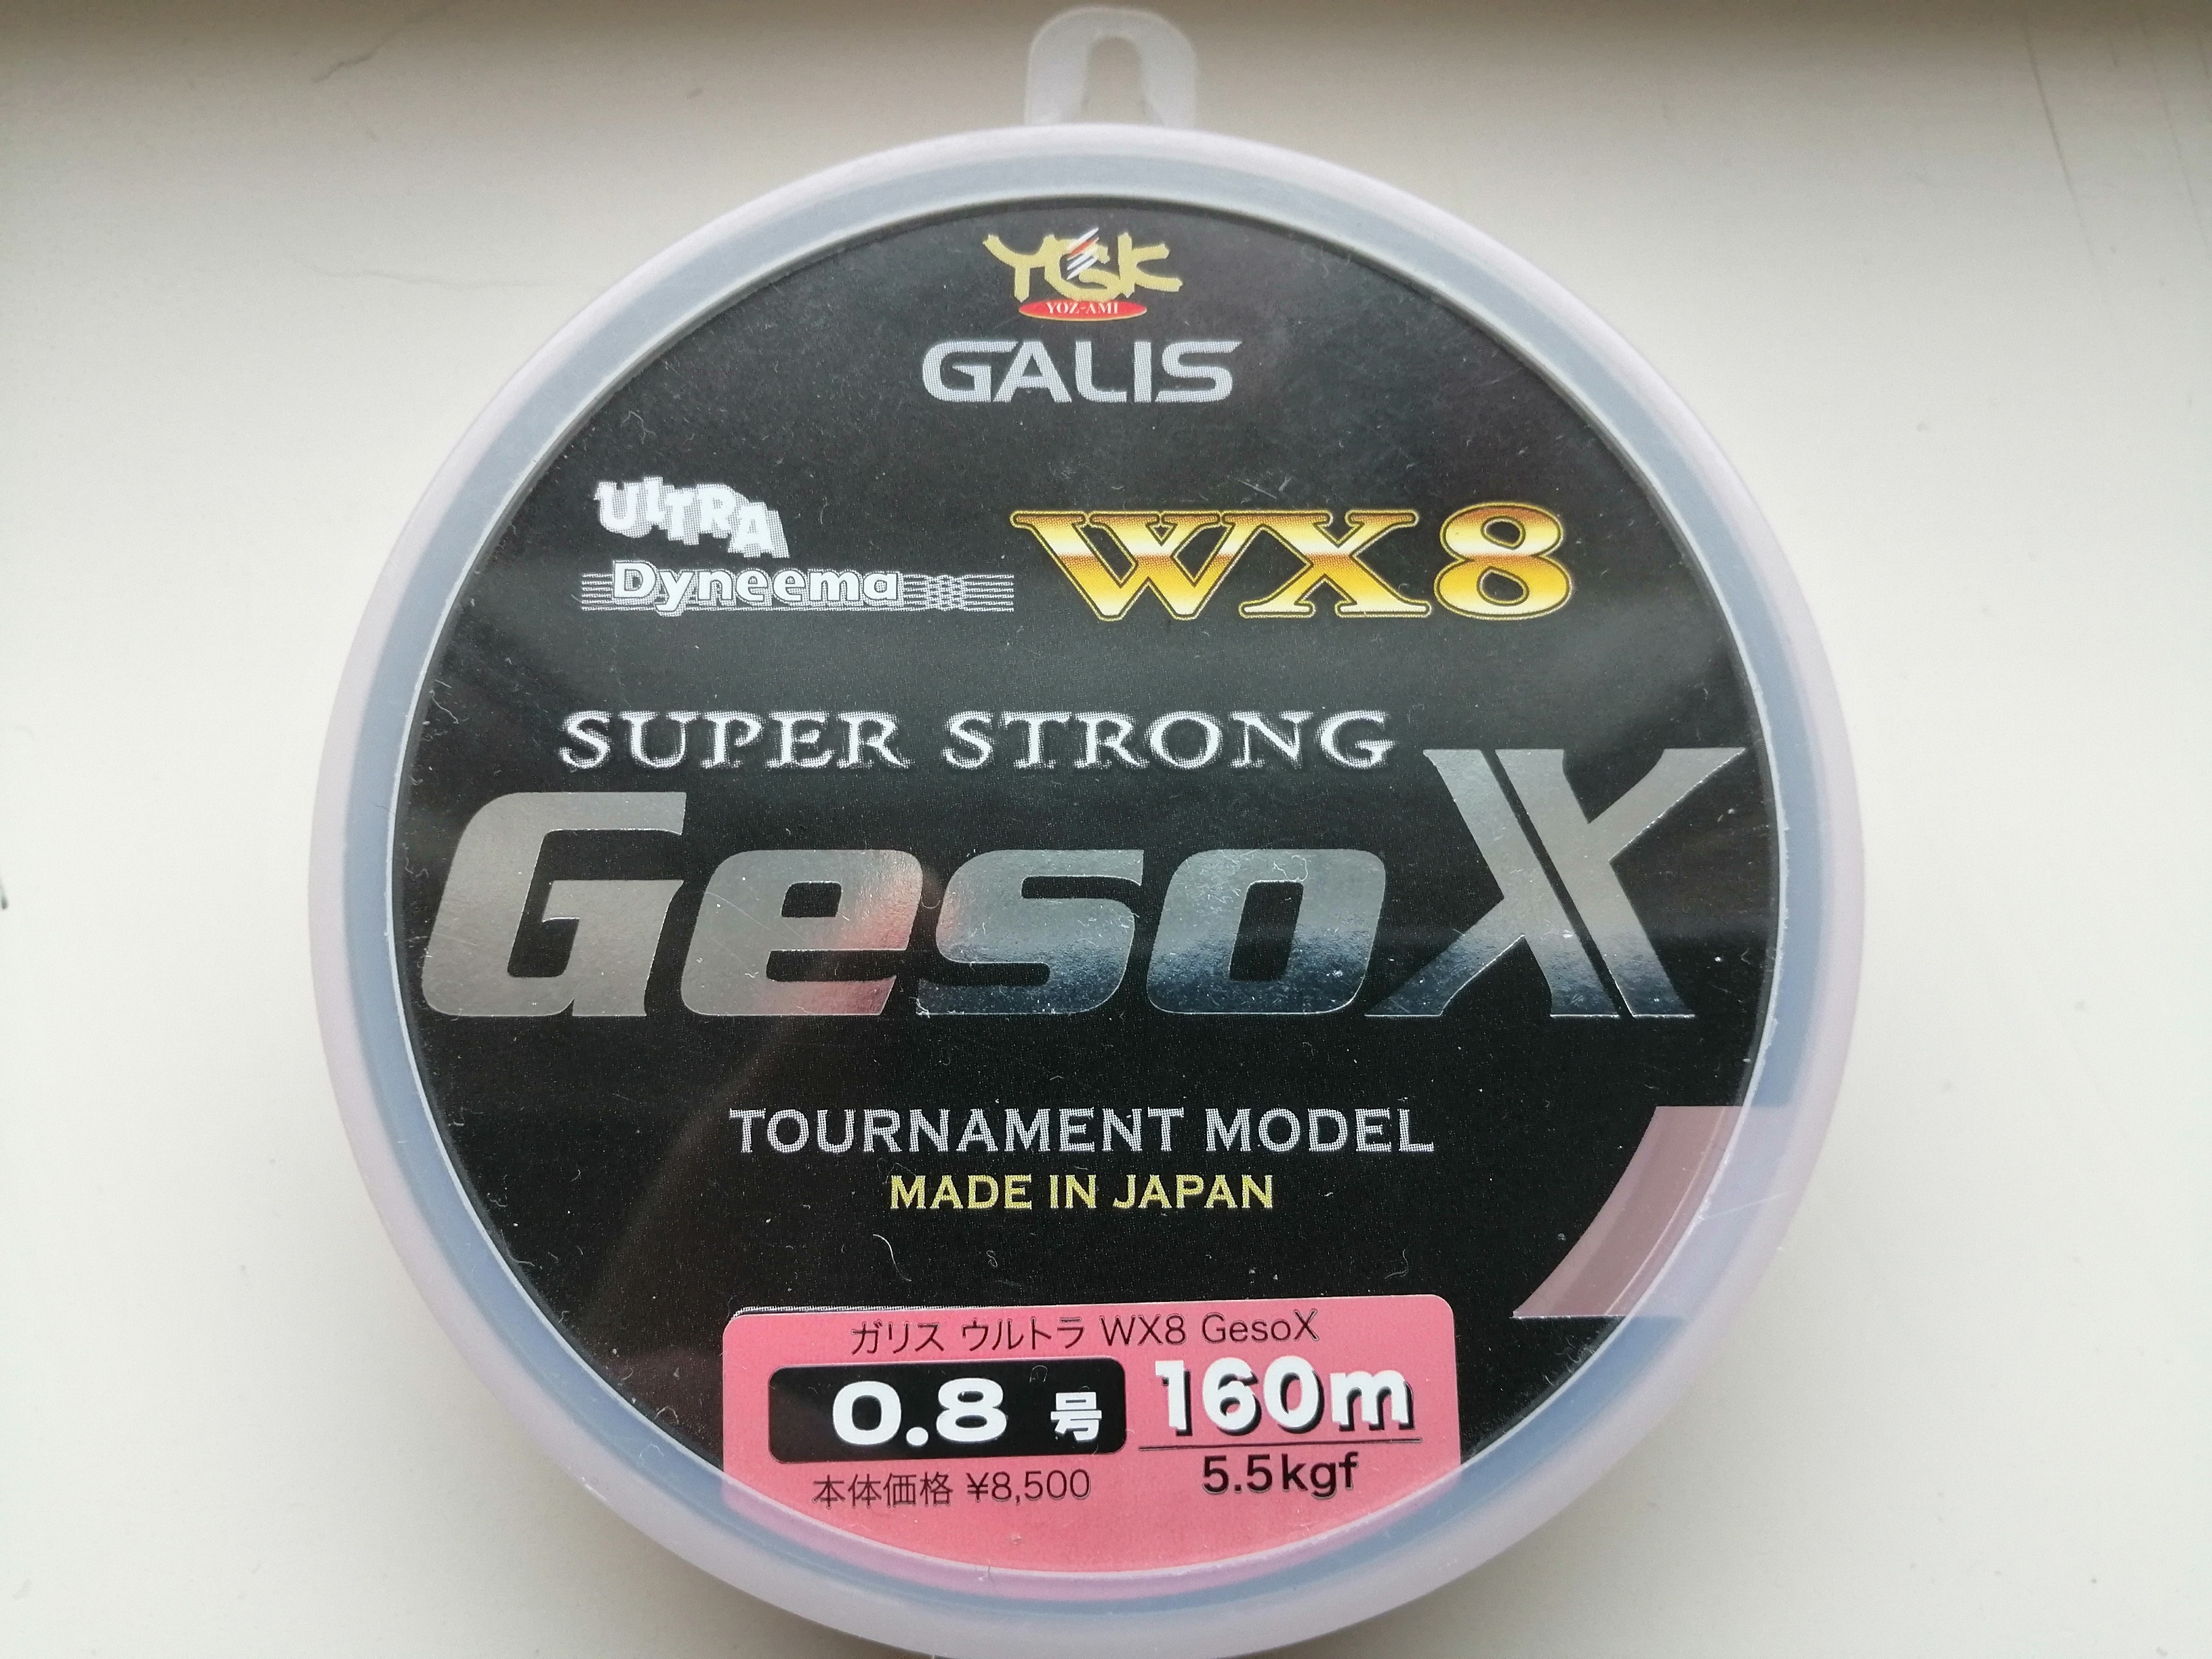 YGK
YOZ-AMI
GALIS
ULTRA
Dyneema
WX8
SUPER STRONG
GesoX
TOURNAMENT MODEL
MADE IN JAPAN
ガリス ウルトラ WX8 GesoX
0.8 号 160m
本体価格 ¥8,500 5.5kgf